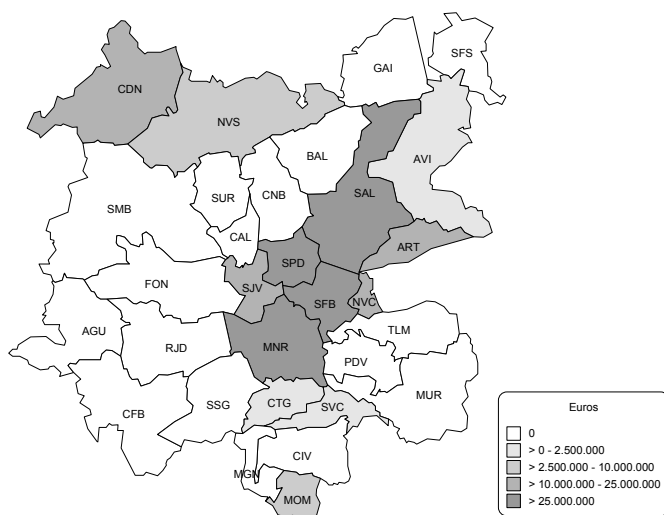 SFS
GAI
CDN
NVS
BAL
AVI
SUR
CNB
SAL
SMB
CAL
ART
SPD
FON
SJV
SFB
NVC
AGU
TLM
RJD
MNR
PDV
MUR
CFB
SSG
CTG
SVC
CIV
MGN
MOM
Euros
0
> 0 - 2.500.000
> 2.500.000 - 10.000.000
> 10.000.000 - 25.000.000
> 25.000.000